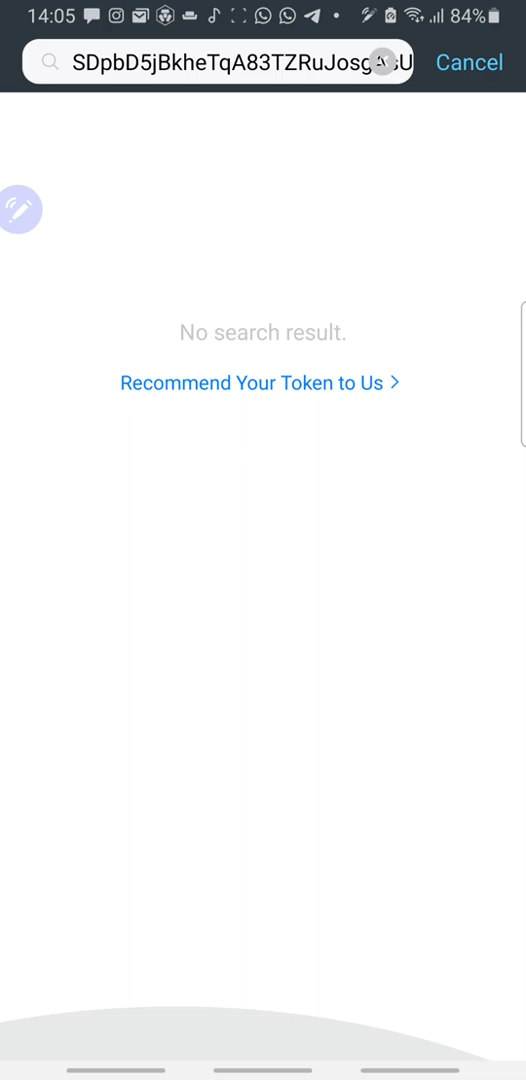 14:05 84%
SDpbD5jBkheTqA83TZRuJosg Cancel
No search result.
Recommend Your Token to Us